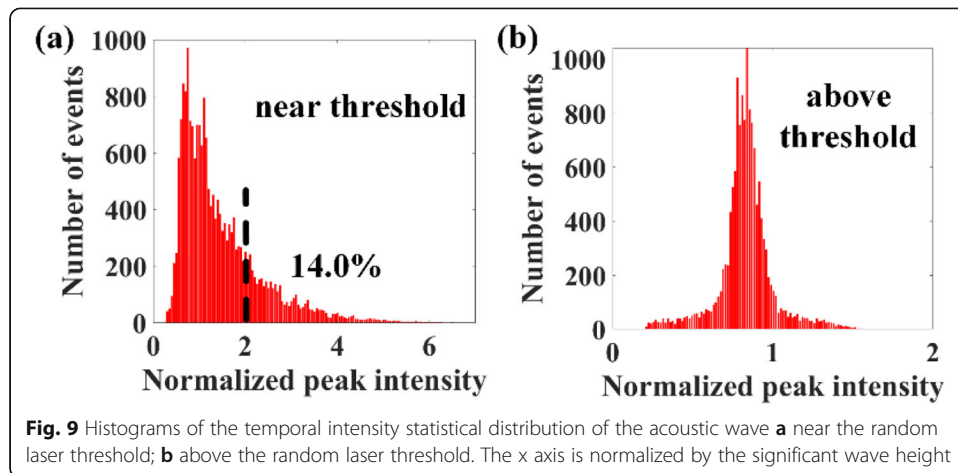 (a)
1000
800
600
400
200
0
Number of events
near threshold
14.0%
0 2 4 6
Normalized peak intensity
(b)
1000
800
600
400
200
0
Number of events
above
threshold
0 1 2
Normalized peak intensity
Fig. 9 Histograms of the temporal intensity statistical distribution of the acoustic wave a near the random
laser threshold; b above the random laser threshold. The x axis is normalized by the significant wave height